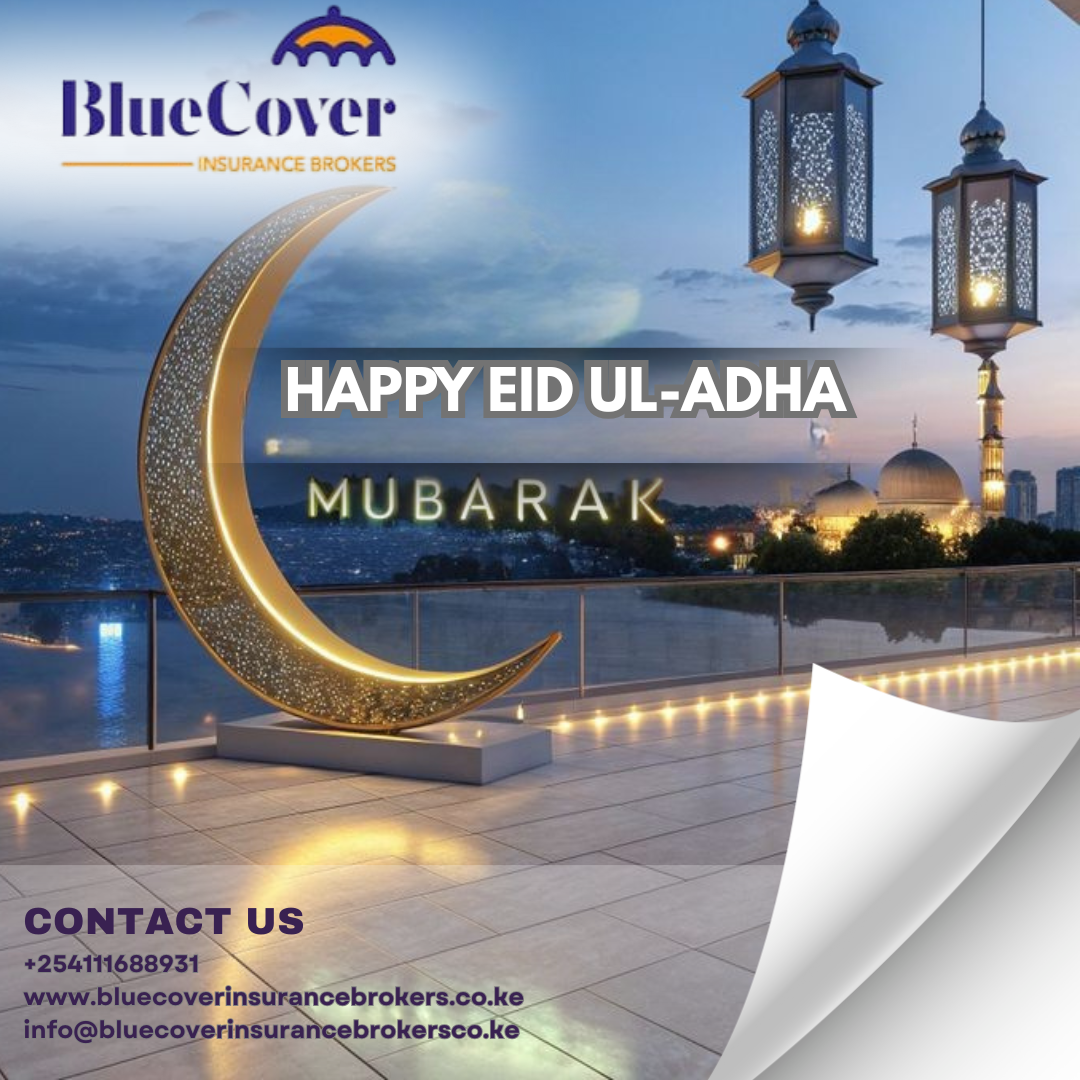 BlueCover
INSURANCE BROKERS
HAPPY EID UL-ADHA
MUBARAK
CONTACT US
+254111688931
www.bluecoverinsurancebrokers.co.ke
info@bluecoverinsurancebrokersco.ke